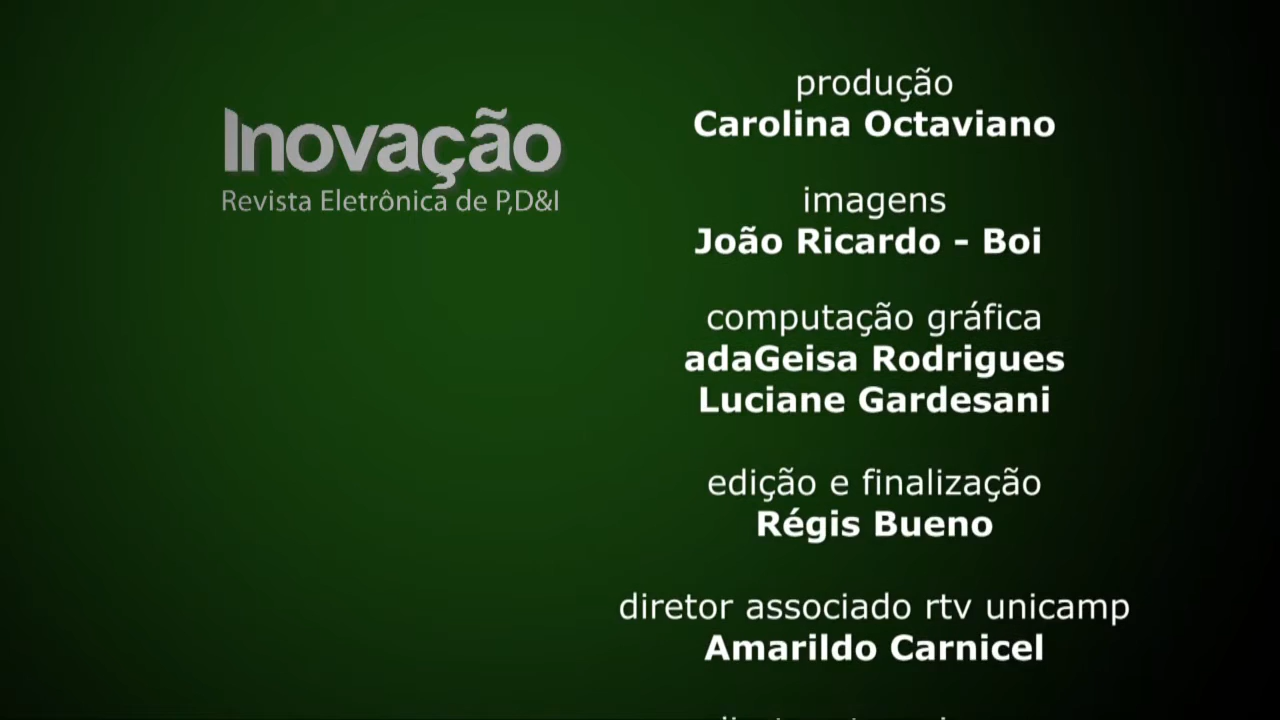 Inovação
Revista Eletrônica de P,D&I
produção
Carolina Octaviano
imagens
João Ricardo - Boi
computação gráfica
adaGeisa Rodrigues
Luciane Gardesani
edição e finalização
Régis Bueno
diretor associado rtv unicamp
Amarildo Carnicel